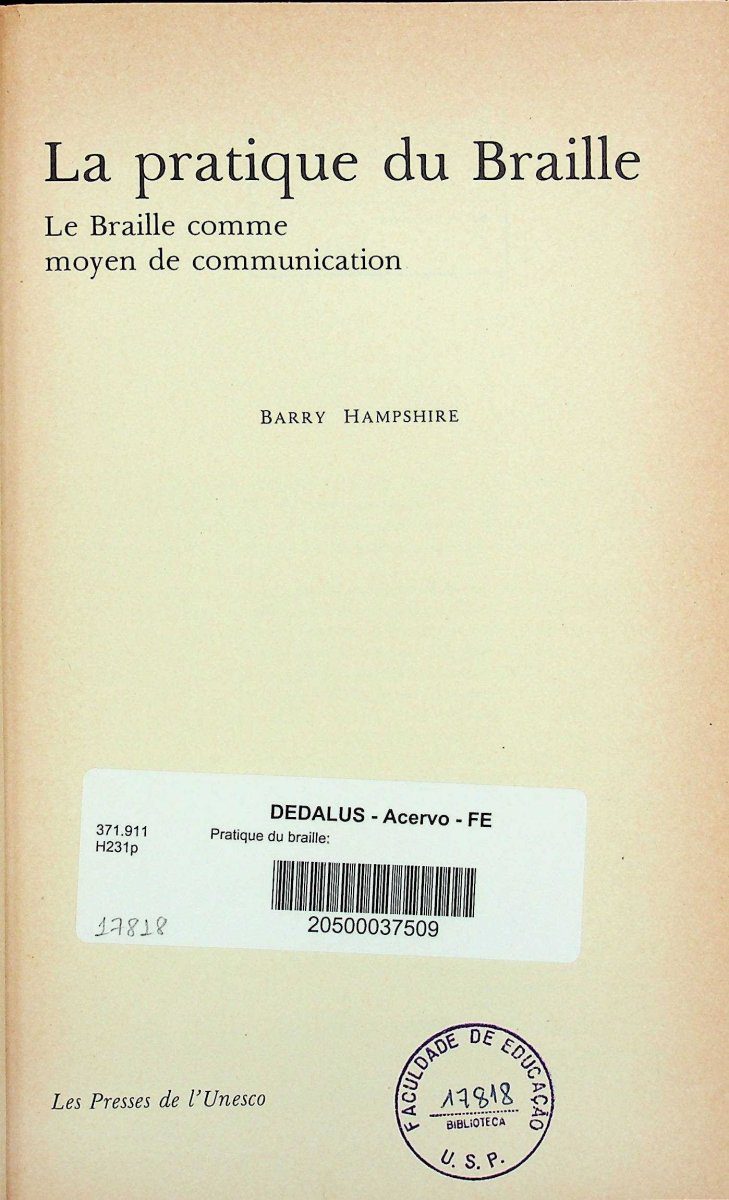 La pratique du Braille
Le Braille comme
moyen de communication
BARRY HAMPSHIRE
DEDALUS - Acervo - FE
371.911
H231p
Pratique du braille:
20500037509
17818
Les Presses de l'Unesco
FACULDADE DE EDUCAÇÃO
17818
BIBLIOTECA
U. S. P.